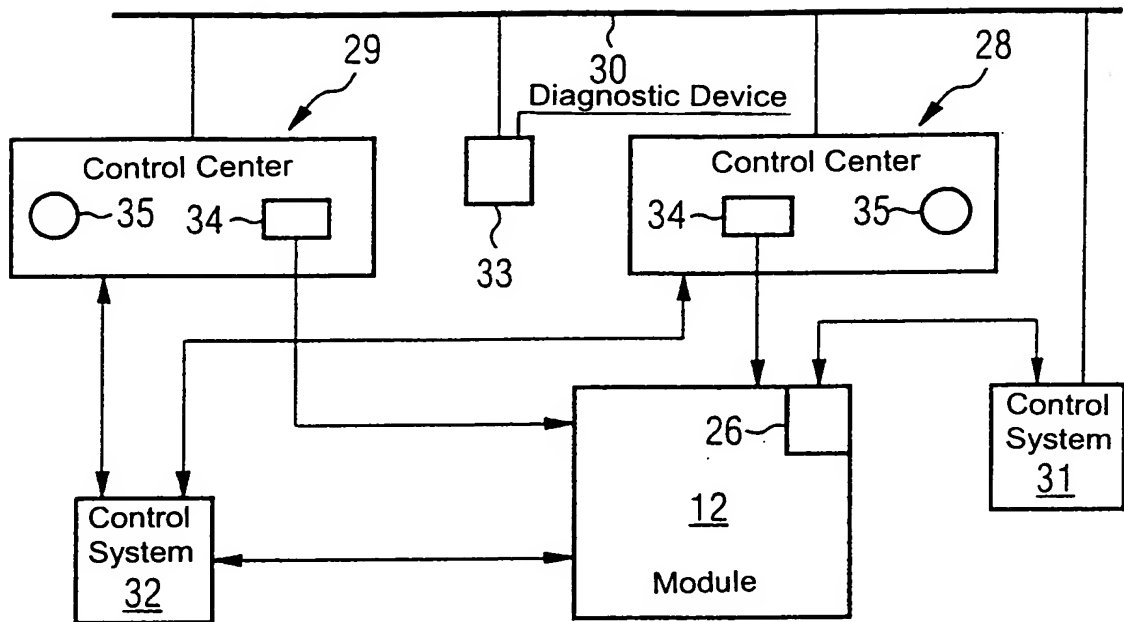 29
30
28
Diagnostic Device
Control Center
35
34
33
Control Center
34
35
26
12
Module
Control
System
31
Control
System
32